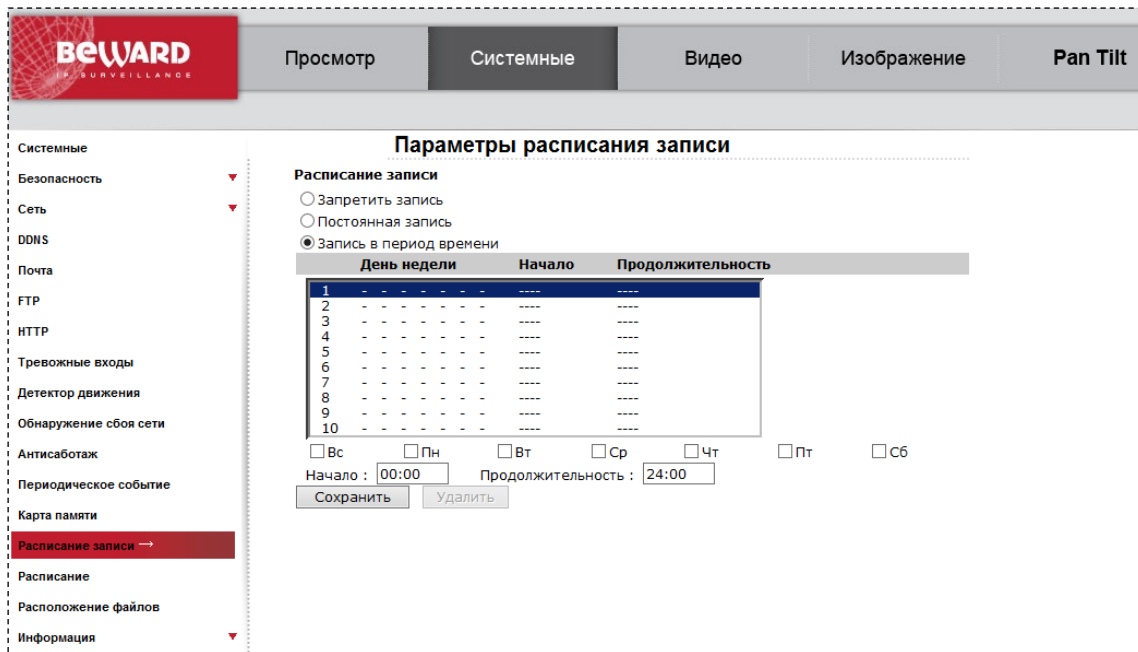 BEWARD
IP SURVEILLANCE
Просмотр Системные Видео Изображение Pan Tilt
Параметры расписания записи
Системные
Безопасность
Сеть
DDNS
Почта
FTP
HTTP
Тревожные входы
Детектор движения
Обнаружение сбоя сети
Антисаботаж
Периодическое событие
Карта памяти
Расписание записи →
Расписание
Расположение файлов
Информация
Расписание записи
Запретить запись
Постоянная запись
Запись в период времени
День недели Начало Продолжительность
1 - - - - - - - ---- ----
2 - - - - - - - ---- ----
3 - - - - - - - ---- ----
4 - - - - - - - ---- ----
5 - - - - - - - ---- ----
6 - - - - - - - ---- ----
7 - - - - - - - ---- ----
8 - - - - - - - ---- ----
9 - - - - - - - ---- ----
10 - - - - - - - ---- ----
Вс Пн Вт Ср Чт Пт Сб
Начало : 00:00 Продолжительность : 24:00
Сохранить Удалить